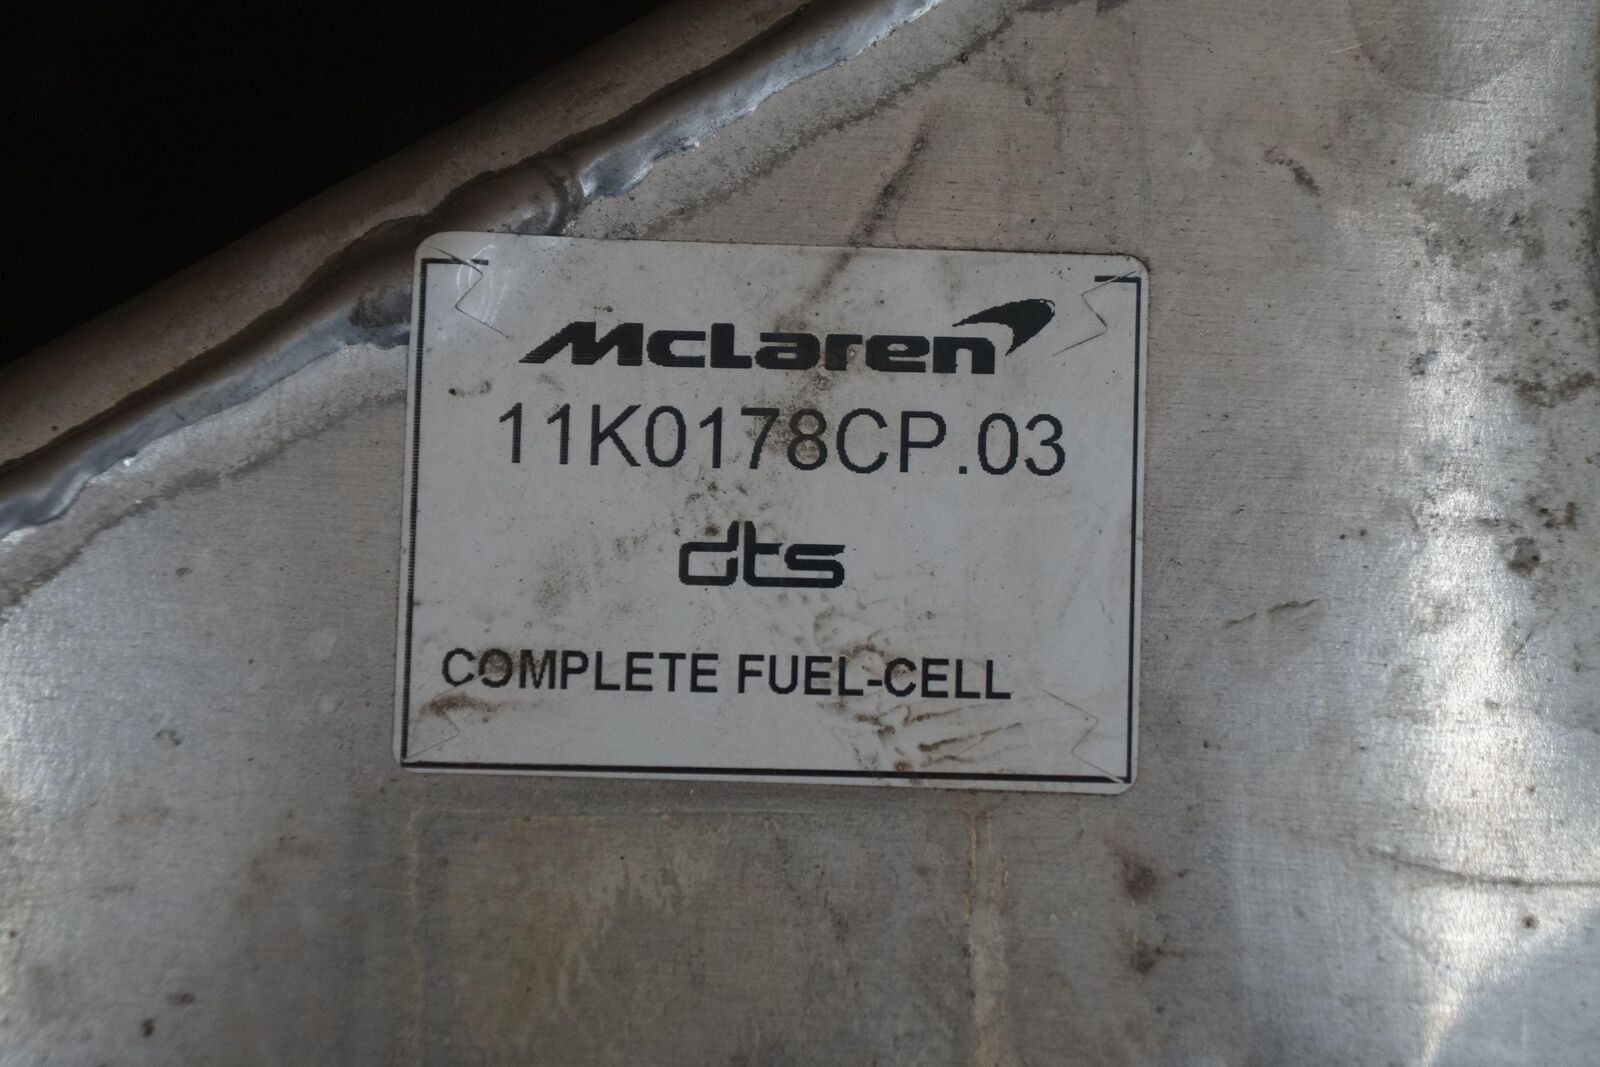 McLaren
11K0178CP.03
dts
COMPLETE FUEL-CELL